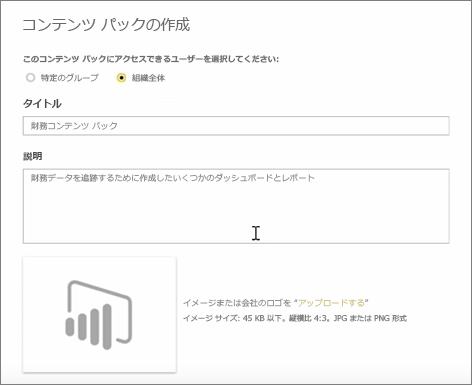 コンテンツ パックの作成
このコンテンツ パックにアクセスできるユーザーを選択してください:
特定のグループ 組織全体
タイトル
財務コンテンツ パック
説明
財務データを追跡するために作成したいくつかのダッシュボードとレポート
イメージまたは会社のロゴを "アップロードする"
イメージ サイズ: 45 KB 以下。縦横比 4:3。JPG または PNG 形式